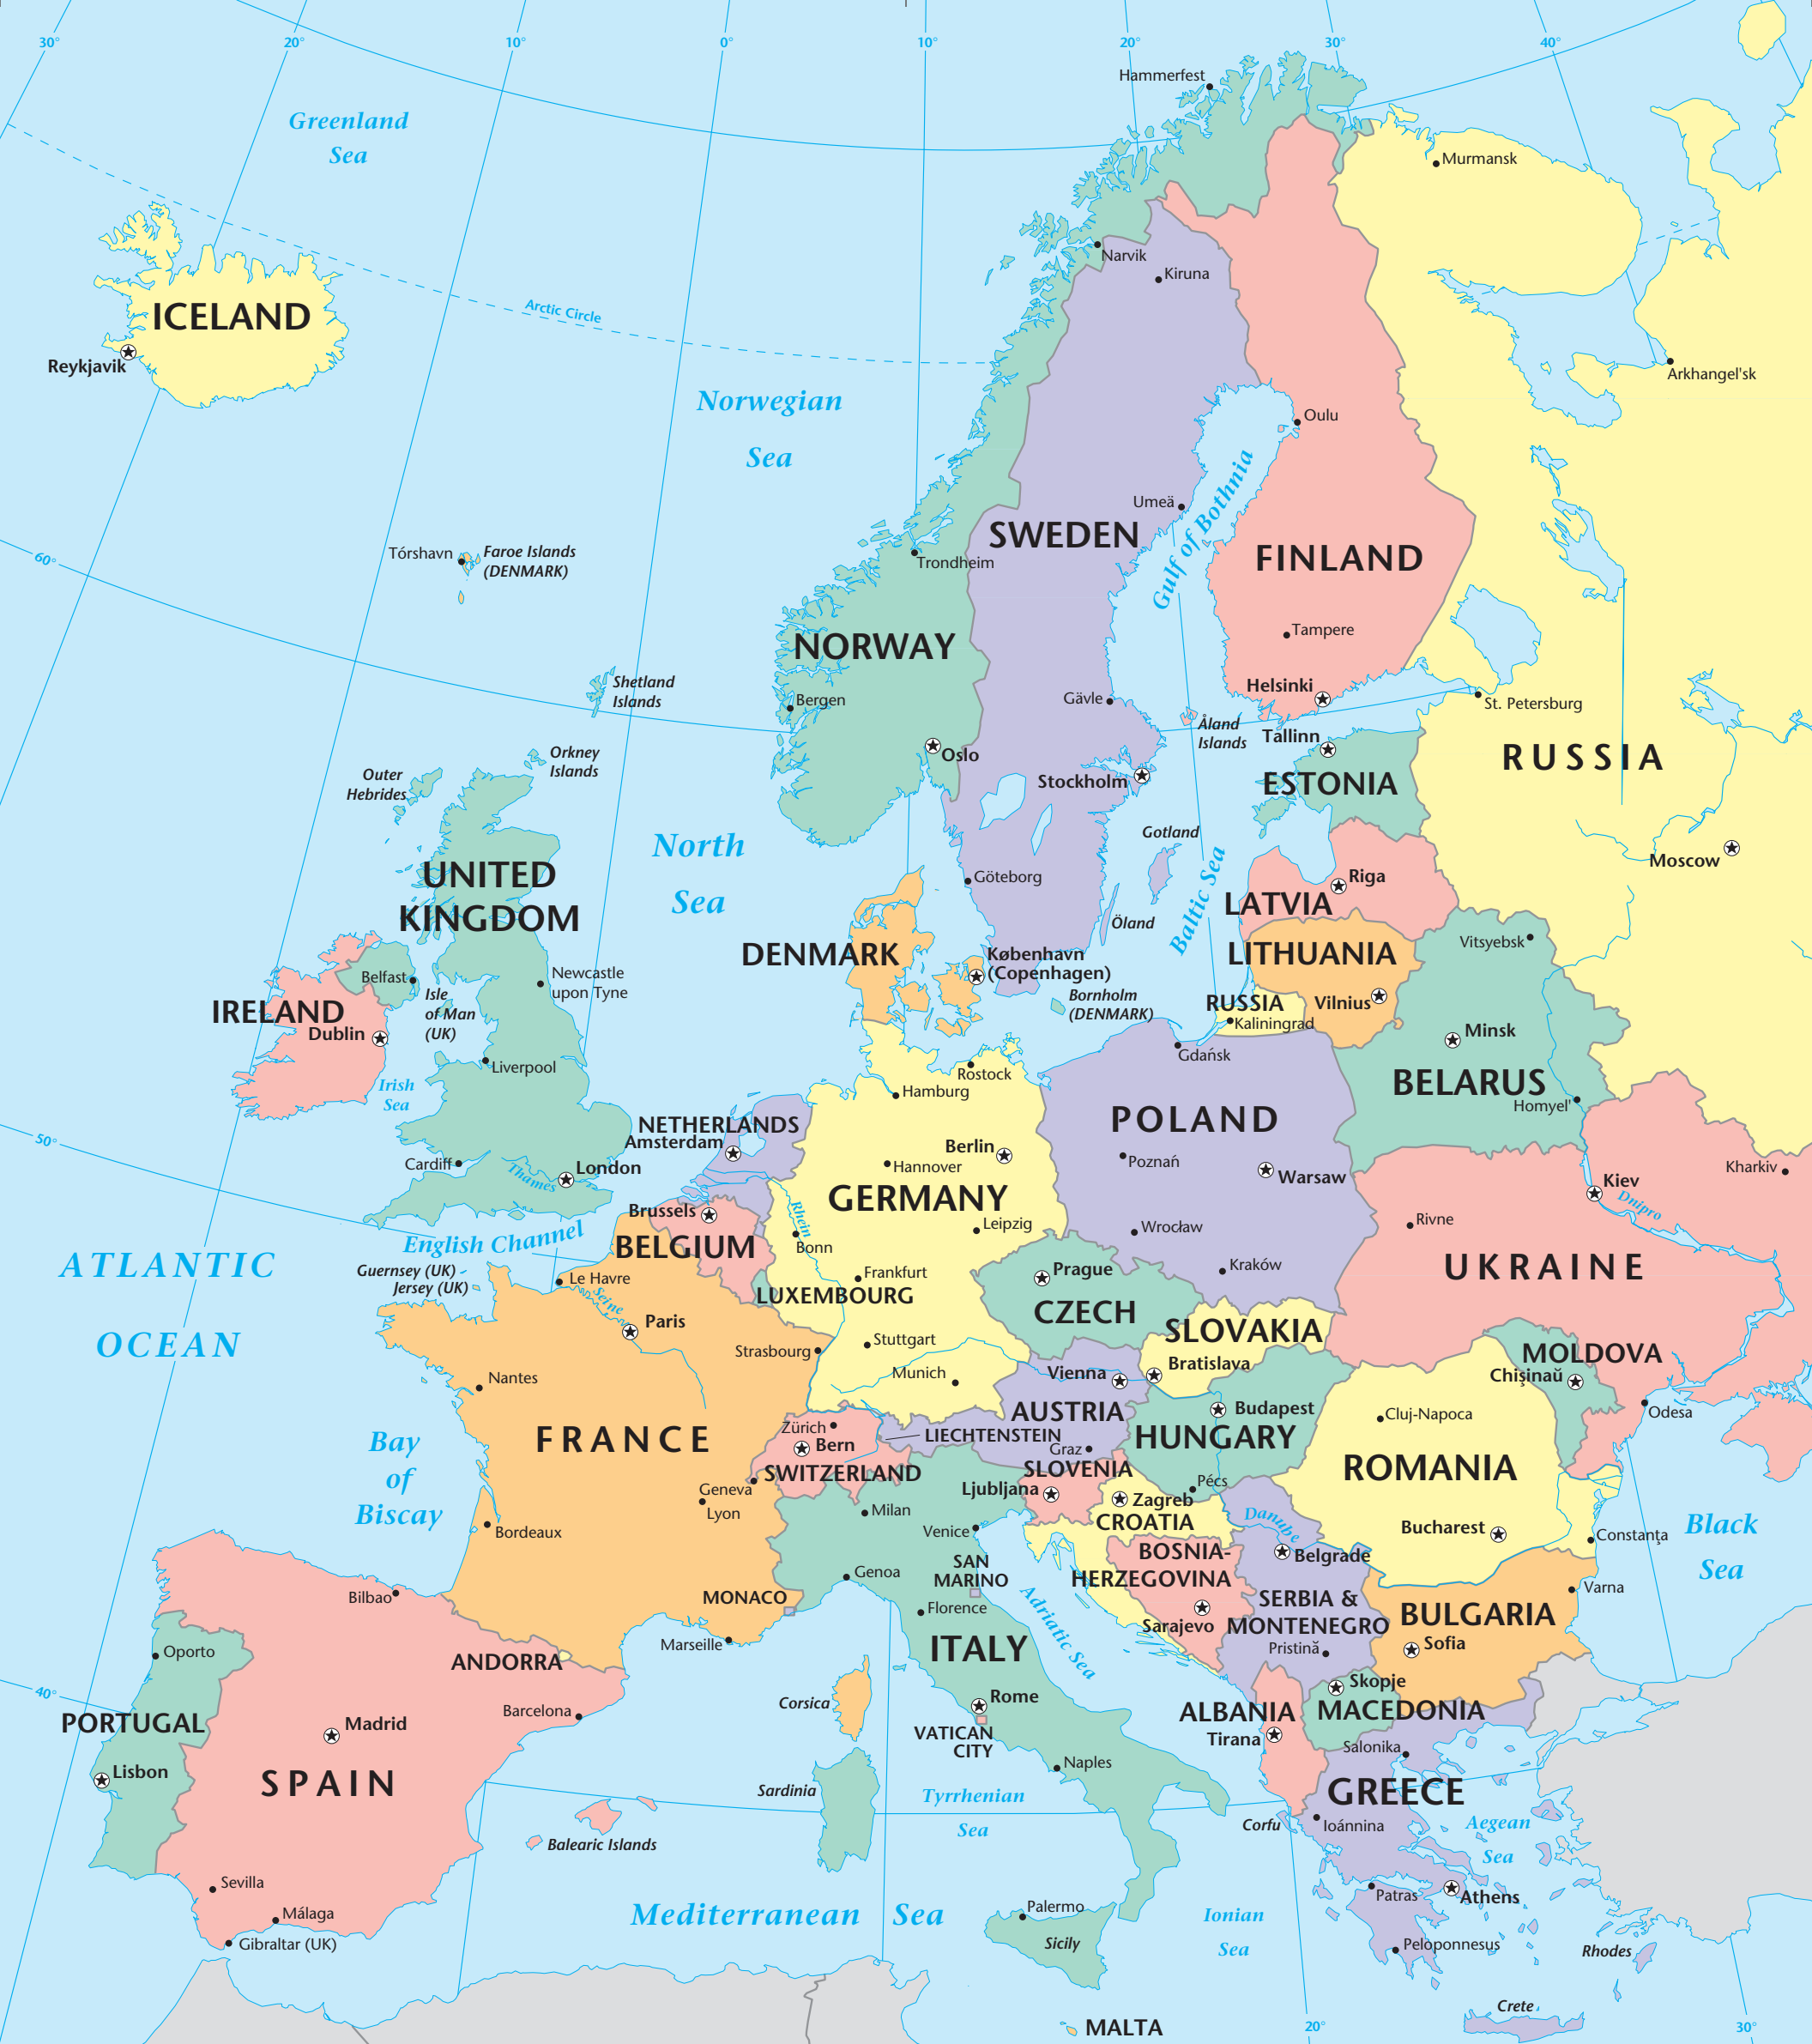 30°
20°
10°
0°
10°
20°
30°
40°
Hammerfest
Greenland
Sea
Murmansk
Narvik
Kiruna
ICELAND
Reykjavik
Arctic Circle
Arkhangel'sk
Norwegian
Sea
Oulu
Gulf of Bothnia
Umeä
SWEDEN
FINLAND
Tórshavn
Faroe Islands
(DENMARK)
60°
Trondheim
NORWAY
Tampere
Shetland
Islands
Bergen
Helsinki
Gävle
St. Petersburg
Åland
Islands
Tallinn
Oslo
Orkney
Islands
Outer
Hebrides
Stockholm
ESTONIA
RUSSIA
North
Sea
Gotland
Baltic Sea
Moscow
UNITED
KINGDOM
Göteborg
Riga
LATVIA
Öland
DENMARK
København
(Copenhagen)
LITHUANIA
Vitsyebsk
Belfast
Newcastle
upon Tyne
Isle
of Man
(UK)
Bornholm
(DENMARK)
RUSSIA
Kaliningrad
Vilnius
IRELAND
Dublin
Minsk
Gdańsk
Liverpool
Rostock
Hamburg
BELARUS
Homyel'
Irish
Sea
NETHERLANDS
Amsterdam
POLAND
50°
Berlin
Hannover
Poznań
Warsaw
Cardiff
Thames
London
Kharkiv
Kiev
Dnipro
GERMANY
Brussels
Rhein
Leipzig
Wrocław
Rivne
English Channel
BELGIUM
Bonn
ATLANTIC
OCEAN
Guernsey (UK)
Jersey (UK)
Le Havre
Frankfurt
Prague
Kraków
UKRAINE
Seine
LUXEMBOURG
CZECH
Paris
Stuttgart
SLOVAKIA
Strasbourg
Bratislava
MOLDOVA
Chişinaŭ
Nantes
Munich
Vienna
AUSTRIA
Budapest
Cluj-Napoca
Odesa
FRANCE
Zürich
Bern
LIECHTENSTEIN
HUNGARY
Graz
Bay
of
Biscay
SWITZERLAND
SLOVENIA
ROMANIA
Geneva
Lyon
Ljubljana
Pécs
Zagreb
CROATIA
Milan
Venice
Danube
Bucharest
Constanţa
Black
Sea
Bordeaux
BOSNIA-
HERZEGOVINA
Belgrade
Bilbao
Genoa
SAN
MARINO
MONACO
Florence
Adriatic Sea
Sarajevo
SERBIA &
MONTENEGRO
Varna
BULGARIA
Sofia
Marseille
Pristină
Oporto
ANDORRA
ITALY
Skopje
MACEDONIA
40°
PORTUGAL
Madrid
Barcelona
Corsica
Rome
VATICAN
CITY
ALBANIA
Tirana
Salonika
Lisbon
SPAIN
Naples
Sardinia
Tyrrhenian
Sea
GREECE
Corfu
Ioánnina
Aegean
Sea
Balearic Islands
Sevilla
Patras
Athens
Málaga
Gibraltar (UK)
Mediterranean Sea
Palermo
Sicily
Ionian
Sea
Peloponnesus
Rhodes
Crete
MALTA
20°
30°